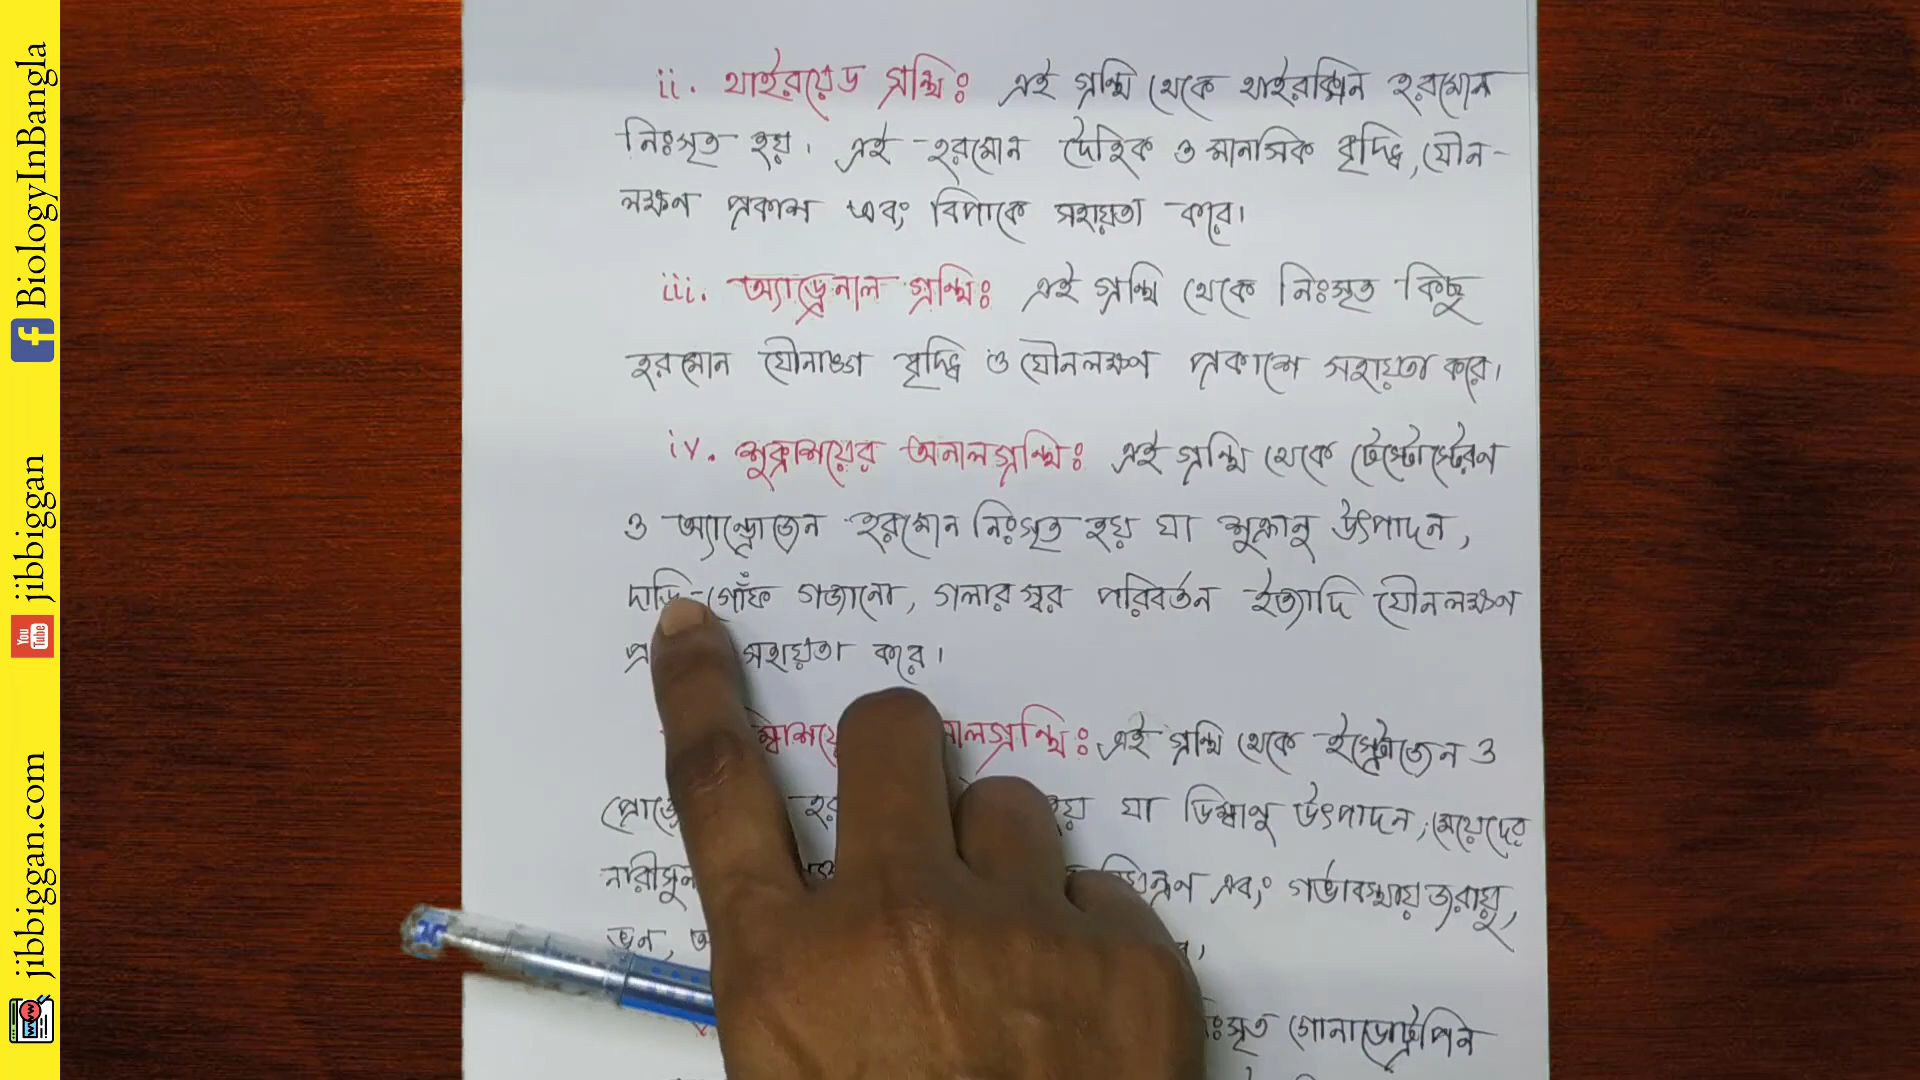 ii. থাইরয়েড গ্রন্থিঃ এই গ্রন্থি থেকে থাইরক্সিন হরমোন
নিঃসৃত হয়। এই হরমোন দৈহিক ও মানসিক বৃদ্ধি, যৌন-
লক্ষণ প্রকাশ এবং বিপাকে সহায়তা করে।
iii. অ্যাড্রেনাল গ্রন্থিঃ এই গ্রন্থি থেকে নিঃসৃত কিছু
হরমোন যৌনাঙ্গ বৃদ্ধি ও যৌনলক্ষণ প্রকাশে সহায়তা করে।
iv. শুক্রাশয়ের অনালগ্রন্থিঃ এই গ্রন্থি থেকে টেস্টোস্টেরন
ও অ্যান্ড্রোজেন হরমোন নিঃসৃত হয় যা শুক্রানু উৎপাদন,
দাড়ি-গোঁফ গজানো, গলার স্বর পরিবর্তন ইত্যাদি যৌনলক্ষণ
সহায়তা করে।
এই গ্রন্থি থেকে ইস্ট্রোজেন ও
যা ডিম্বানু উৎপাদন, মেয়েদের
এবং গর্ভাবস্থায় জরায়ু,
গোনাডোট্রপিন
BiologyInBangla
jibbiggan
You Tube
jibbiggan.com
www